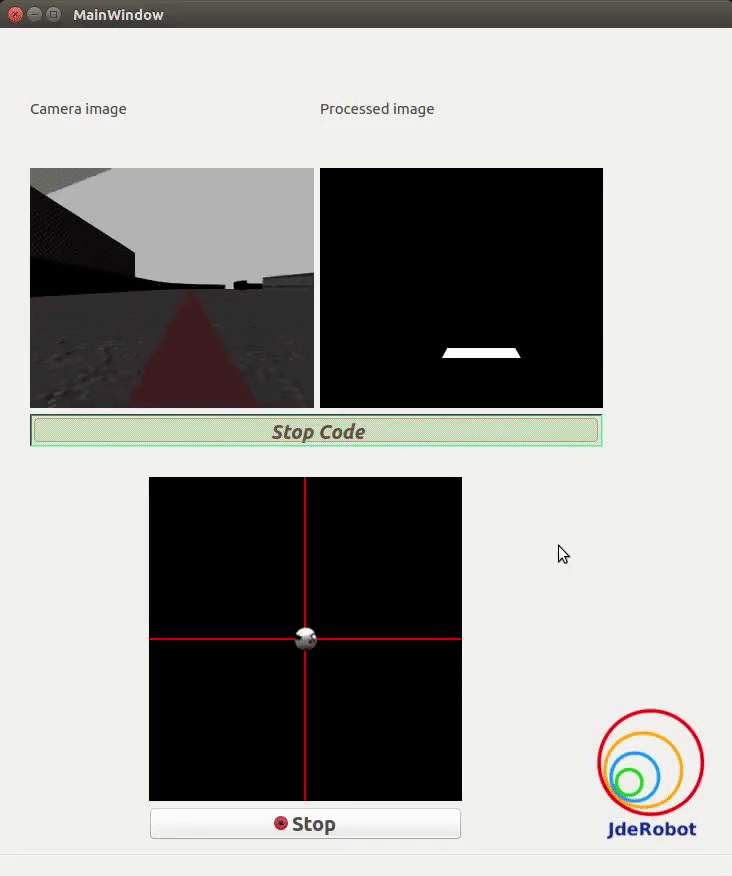 MainWindow
Camera image
Processed image
Stop Code
Stop
JdeRobot